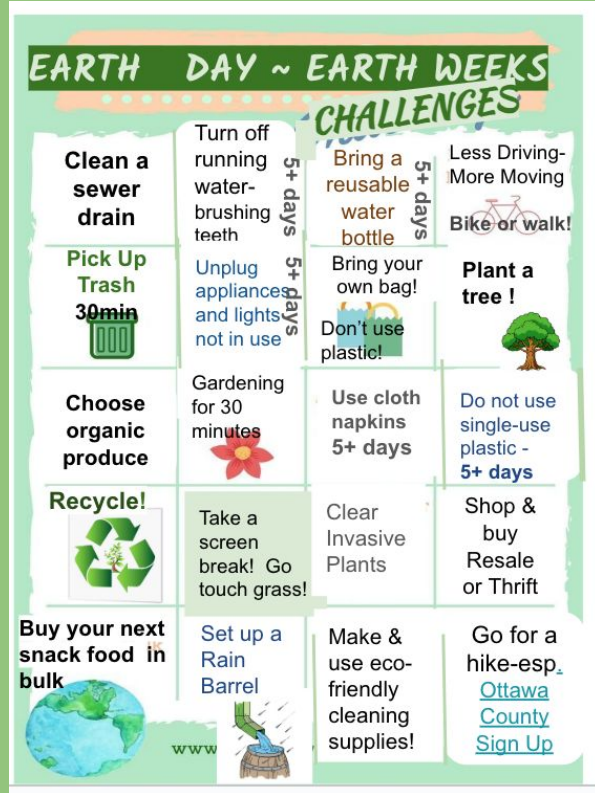 EARTH DAY ~ EARTH WEEKS
CHALLENGES
Clean a
sewer
drain
Turn off
running
water-
brushing
teeth
5+ days
Bring a
reusable
water
bottle
5+ days
Less Driving-
More Moving
Bike or walk!
Pick Up
Trash
30min
Unplug
appliances
and lights
not in use
5+ days
Bring your
own bag!
Don't use
plastic!
Plant a
tree !
Choose
organic
produce
Gardening
for 30
minutes
Use cloth
napkins
5+ days
Do not use
single-use
plastic -
5+ days
Recycle!
Take a
screen
break! Go
touch grass!
Clear
Invasive
Plants
Shop &
buy
Resale
or Thrift
Buy your next
snack food in
bulk
Set up a
Rain
Barrel
Make &
use eco-
friendly
cleaning
supplies!
Go for a
hike-esp.
Ottawa
County
Sign Up
www